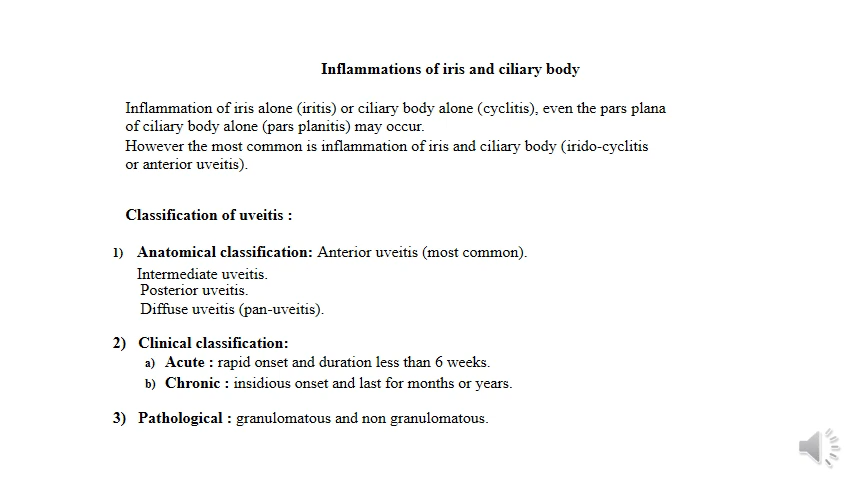 Inflammations of iris and ciliary body
Inflammation of iris alone (iritis) or ciliary body alone (cyclitis), even the pars plana
of ciliary body alone (pars planitis) may occur.
However the most common is inflammation of iris and ciliary body (irido-cyclitis
or anterior uveitis).
Classification of uveitis :
1) Anatomical classification: Anterior uveitis (most common).
Intermediate uveitis.
Posterior uveitis.
Diffuse uveitis (pan-uveitis).
2) Clinical classification:
a) Acute : rapid onset and duration less than 6 weeks.
b) Chronic : insidious onset and last for months or years.
3) Pathological : granulomatous and non granulomatous.